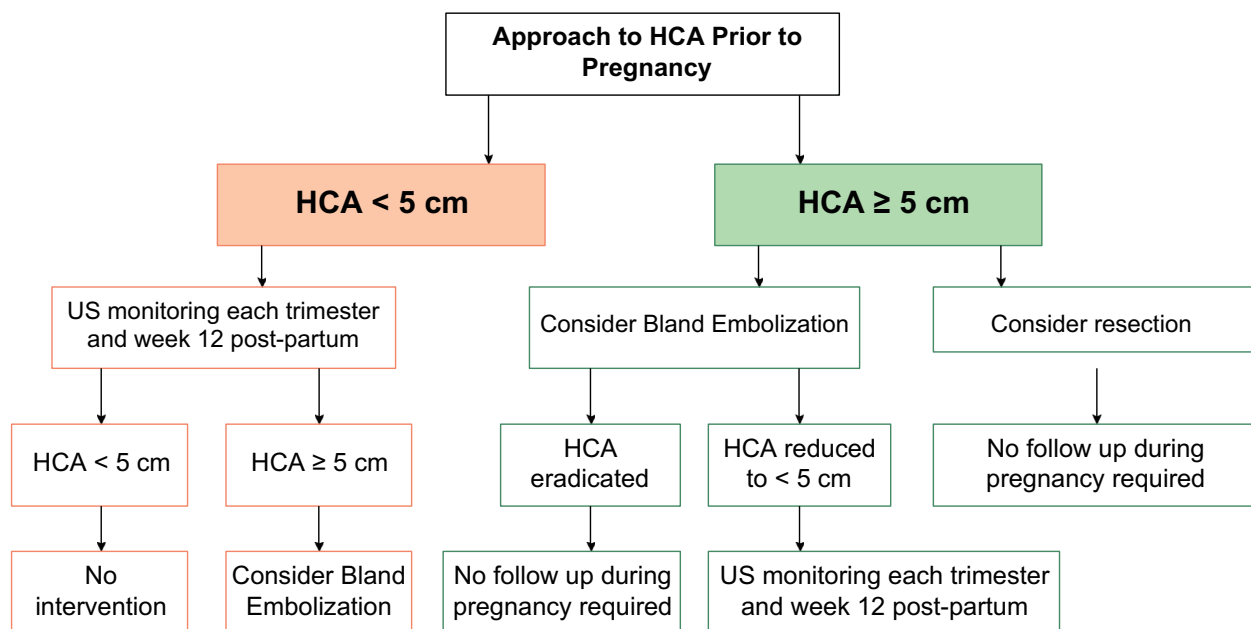 Approach to HCA Prior to
Pregnancy
HCA < 5 cm
HCA ≥ 5 cm
US monitoring each trimester
and week 12 post-partum
Consider Bland Embolization
Consider resection
HCA < 5 cm
HCA ≥ 5 cm
HCA
eradicated
HCA reduced
to < 5 cm
No follow up during
pregnancy required
No
intervention
Consider Bland
Embolization
No follow up during
pregnancy required
US monitoring each trimester
and week 12 post-partum